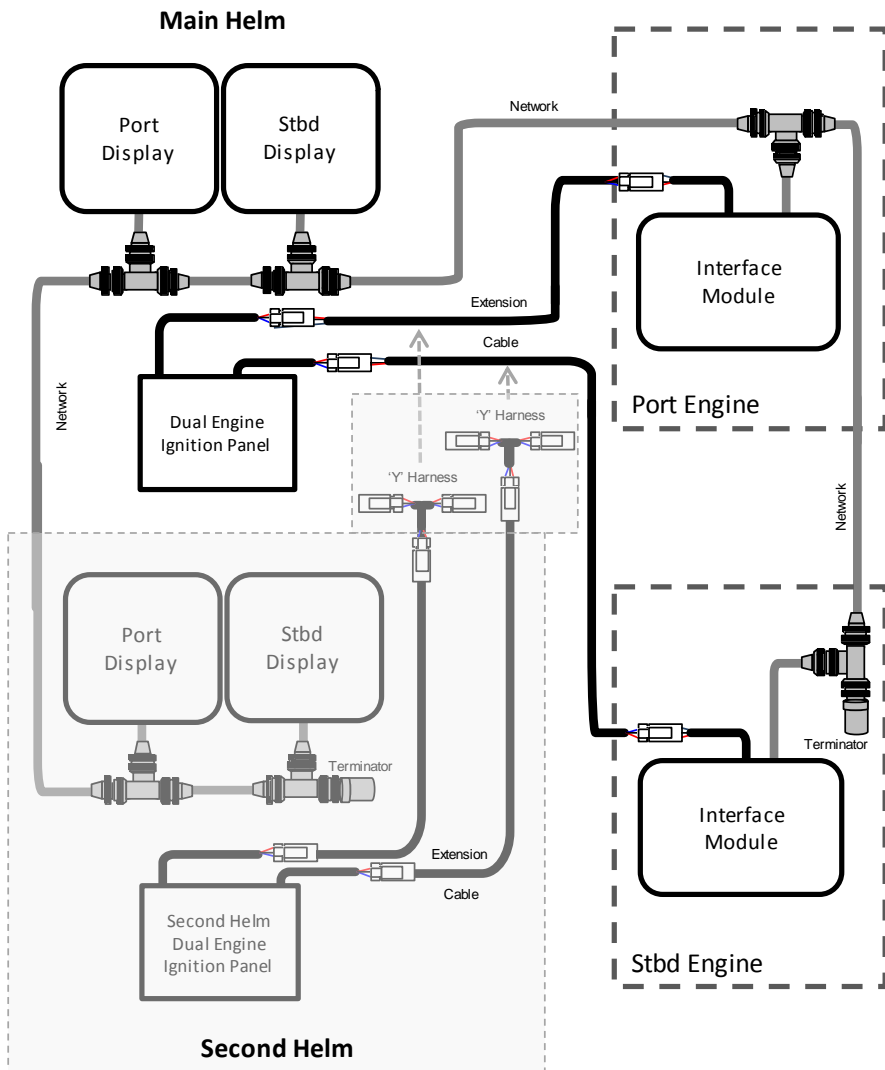 Main Helm
Port
Display
Stbd
Display
Network
Interface
Module
Port Engine
Extension
Cable
Network
Dual Engine
Ignition Panel
'Y' Harness
'Y' Harness
Network
Port
Display
Stbd
Display
Terminator
Terminator
Interface
Module
Stbd Engine
Extension
Cable
Second Helm
Dual Engine
Ignition Panel
Second Helm